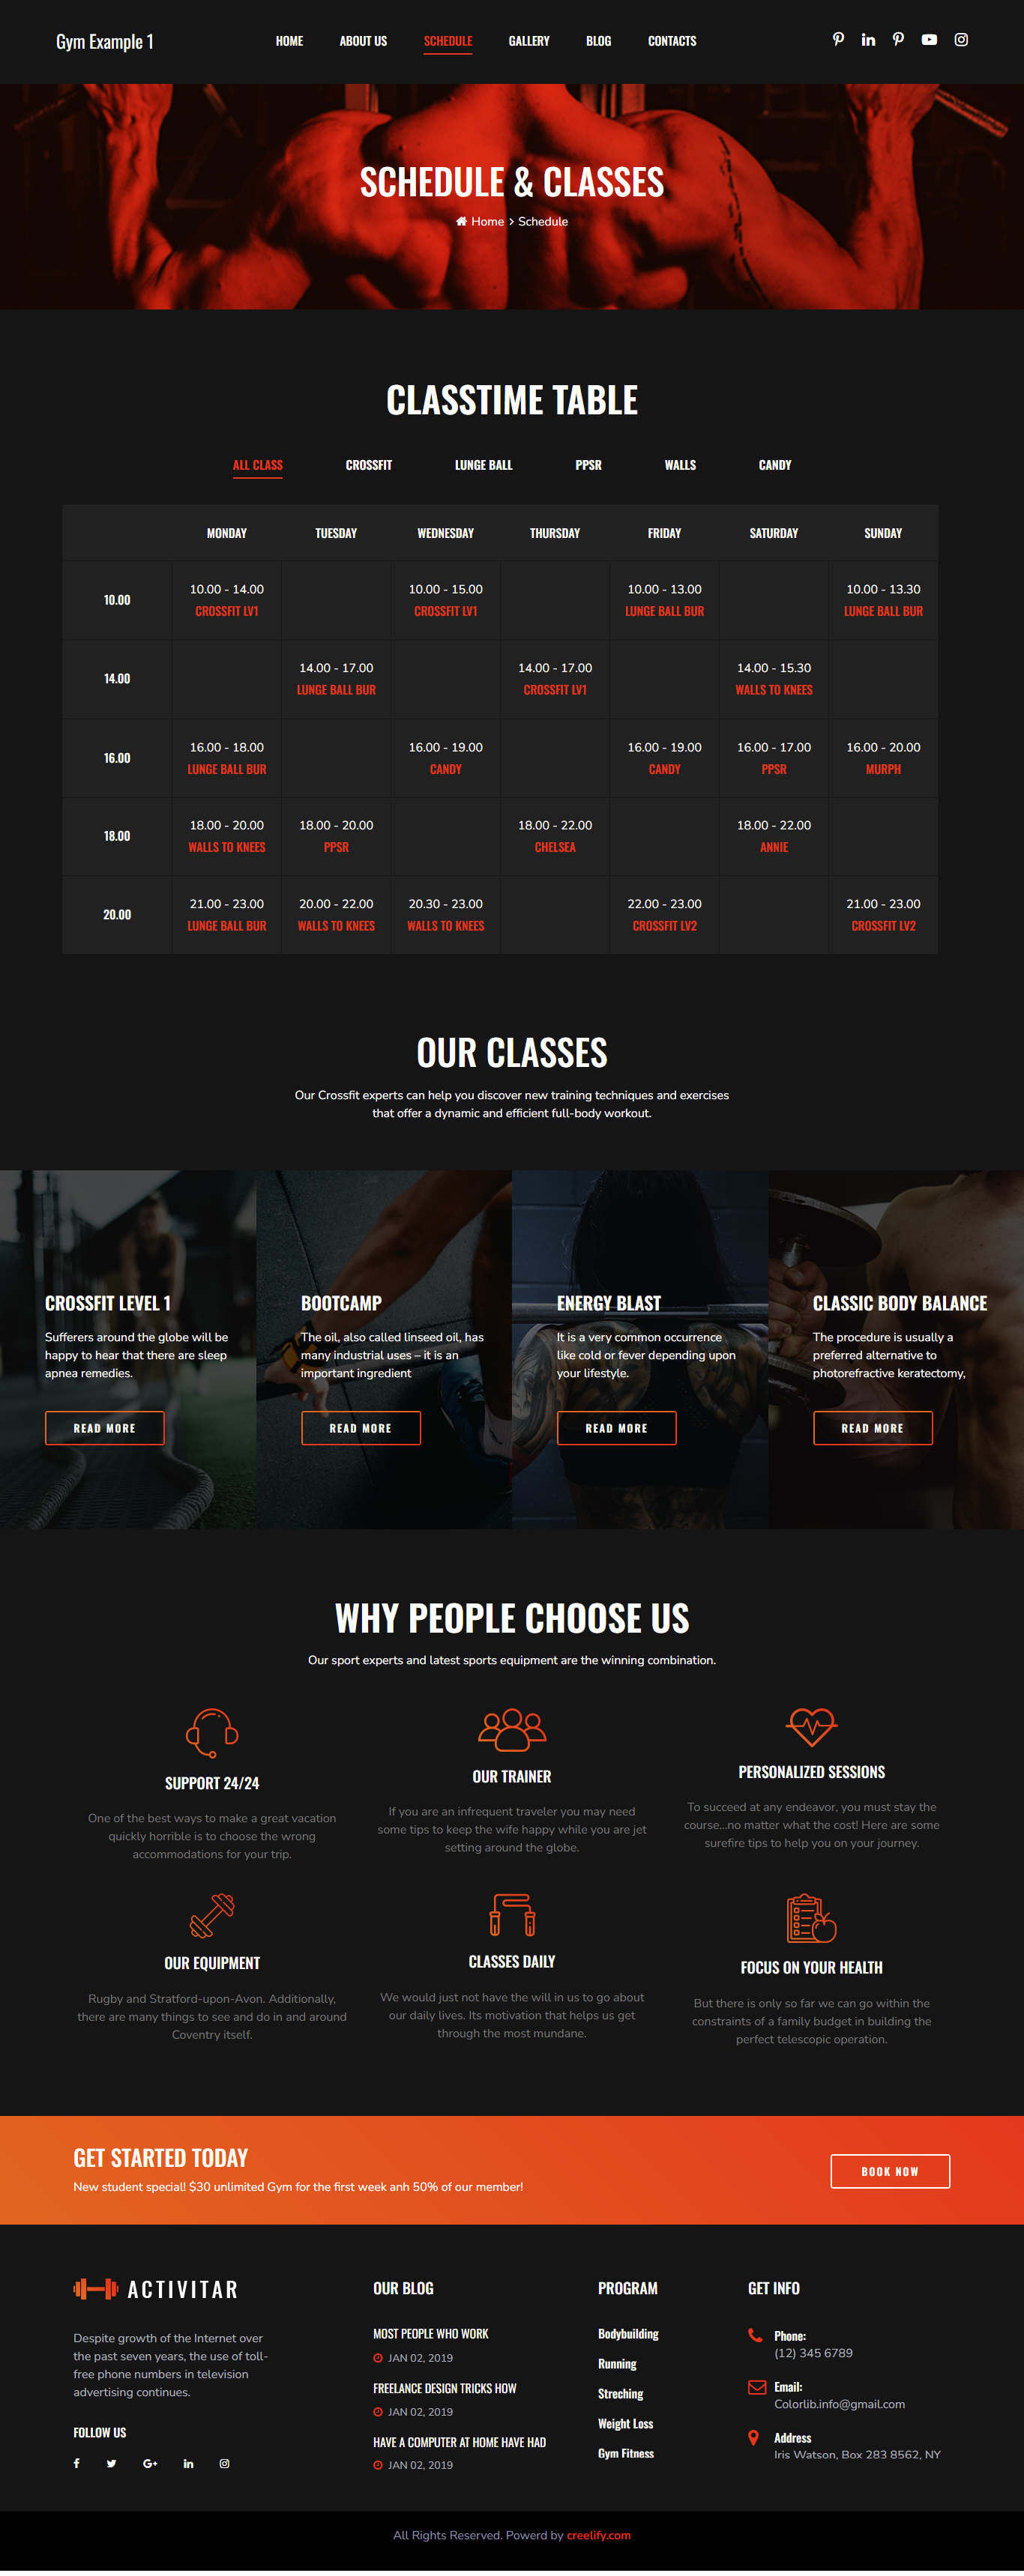 Gym Example 1
HOME ABOUT US SCHEDULE GALLERY BLOG CONTACTS
SCHEDULE & CLASSES
Home Schedule
CLASSTIME TABLE
ALL CLASS CROSSFIT LUNGE BALL PPSR WALLS CANDY
MONDAY TUESDAY WEDNESDAY THURSDAY FRIDAY SATURDAY SUNDAY
10.00 - 14.00 10.00 - 15.00 10.00 - 13.00 10.00 - 13.30
10.00
CROSSFIT LV1 CROSSFIT LV1 LUNGE BALL BUR LUNGE BALL BUR
14.00 - 17.00 14.00 - 17.00 14.00 - 15.30
14.00
LUNGE BALL BUR CROSSFIT LV1 WALLS TO KNEES
16.00 - 18.00 16.00 - 19.00 16.00 - 19.00 16.00 - 17.00 16.00 - 20.00
16.00
LUNGE BALL BUR CANDY CANDY PPSR MURPH
18.00 - 20.00 18.00 - 20.00 18.00 - 22.00 18.00 - 22.00
18.00
WALLS TO KNEES PPSR CHELSEA ANNIE
21.00 - 23.00 20.00 - 22.00 20.30 - 23.00 22.00 - 23.00 21.00 - 23.00
20.00
LUNGE BALL BUR WALLS TO KNEES WALLS TO KNEES CROSSFIT LV2 CROSSFIT LV2
OUR CLASSES
Our Crossfit experts can help you discover new training techniques and exercises
that offer a dynamic and efficient full-body workout.
CROSSFIT LEVEL 1
Sufferers around the globe will be
happy to hear that there are sleep
apnea remedies.
READ MORE
BOOTCAMP
The oil, also called linseed oil, has
many industrial uses – it is an
important ingredient
READ MORE
ENERGY BLAST
It is a very common occurrence
like cold or fever depending upon
your lifestyle.
READ MORE
CLASSIC BODY BALANCE
The procedure is usually a
preferred alternative to
photorefractive keratectomy,
READ MORE
WHY PEOPLE CHOOSE US
Our sport experts and latest sports equipment are the winning combination.
SUPPORT 24/24
One of the best ways to make a great vacation
quickly horrible is to choose the wrong
accommodations for your trip.
OUR TRAINER
If you are an infrequent traveler you may need
some tips to keep the wife happy while you are jet
setting around the globe.
PERSONALIZED SESSIONS
To succeed at any endeavor, you must stay the
course...no matter what the cost! Here are some
surefire tips to help you on your journey.
OUR EQUIPMENT
Rugby and Stratford-upon-Avon. Additionally,
there are many things to see and do in and around
Coventry itself.
CLASSES DAILY
We would just not have the will in us to go about
our daily lives. Its motivation that helps us get
through the most mundane.
FOCUS ON YOUR HEALTH
But there is only so far we can go within the
constraints of a family budget in building the
perfect telescopic operation.
GET STARTED TODAY
New student special! $30 unlimited Gym for the first week anh 50% of our member!
BOOK NOW
ACTIVITAR
Despite growth of the Internet over
the past seven years, the use of toll-
free phone numbers in television
advertising continues.
FOLLOW US
OUR BLOG
MOST PEOPLE WHO WORK
JAN 02, 2019
FREELANCE DESIGN TRICKS HOW
JAN 02, 2019
HAVE A COMPUTER AT HOME HAVE HAD
JAN 02, 2019
PROGRAM
Bodybuilding
Running
Streching
Weight Loss
Gym Fitness
GET INFO
Phone:
(12) 345 6789
Email:
Colorlib.info@gmail.com
Address
Iris Watson, Box 283 8562, NY
All Rights Reserved. Powerd by creelify.com